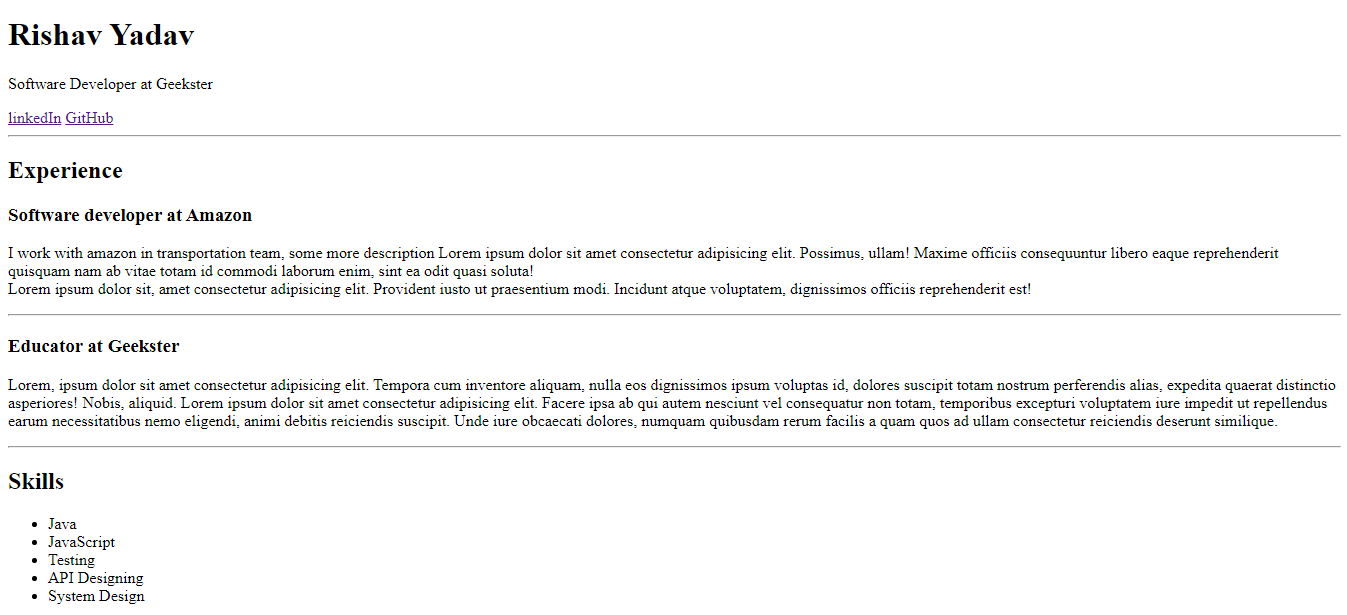 Rishav Yadav
Software Developer at Geekster
linkedIn GitHub
Experience
Software developer at Amazon
I work with amazon in transportation team, some more description Lorem ipsum dolor sit amet consectetur adipisicing elit. Possimus, ullam! Maxime officiis consequuntur libero eaque reprehenderit
quisquam nam ab vitae totam id commodi laborum enim, sint ea odit quasi soluta!
Lorem ipsum dolor sit, amet consectetur adipisicing elit. Provident iusto ut praesentium modi. Incidunt atque voluptatem, dignissimos officiis reprehenderit est!
Educator at Geekster
Lorem, ipsum dolor sit amet consectetur adipisicing elit. Tempora cum inventore aliquam, nulla eos dignissimos ipsum voluptas id, dolores suscipit totam nostrum perferendis alias, expedita quaerat distinctio
asperiores! Nobis, aliquid. Lorem ipsum dolor sit amet consectetur adipisicing elit. Facere ipsa ab qui autem nesciunt vel consequatur non totam, temporibus excepturi voluptatem iure impedit ut repellendus
earum necessitatibus nemo eligendi, animi debitis reiciendis suscipit. Unde iure obcaecati dolores, numquam quibusdam rerum facilis a quam quos ad ullam consectetur reiciendis deserunt similique.
Skills
• Java
• JavaScript
• Testing
• API Designing
• System Design